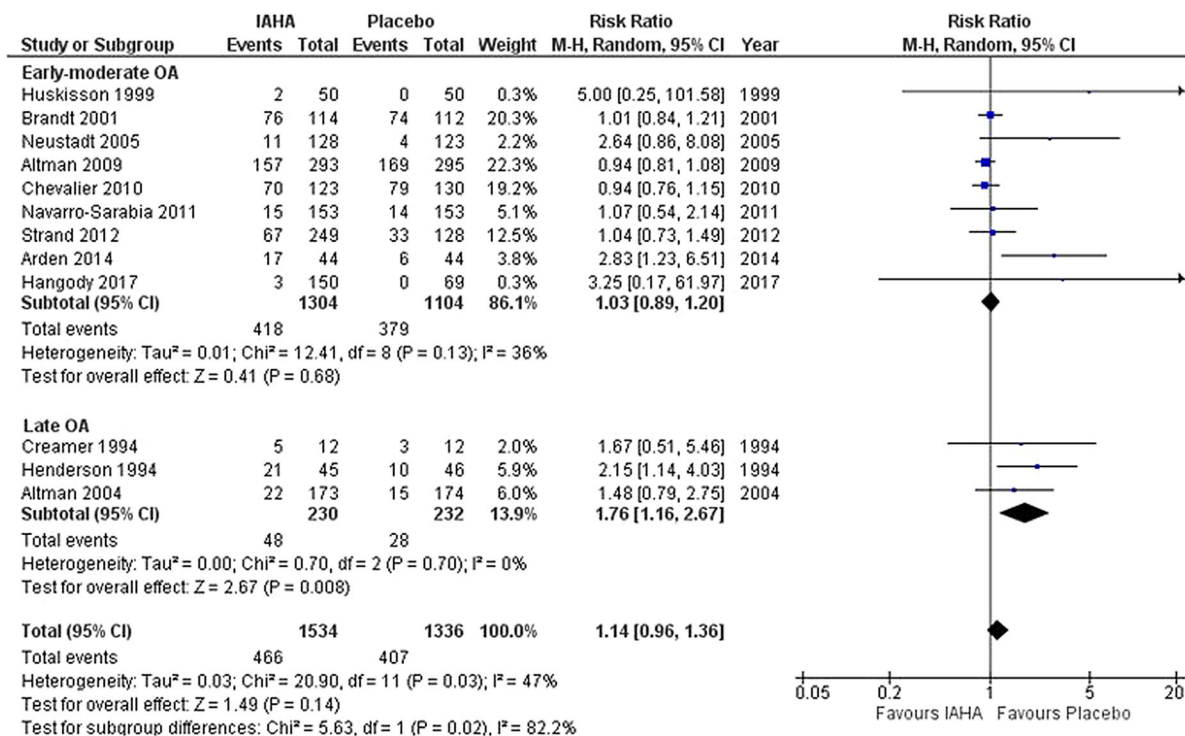 IAHA Placebo Risk Ratio Risk Ratio
Study or Subgroup Events Total Events Total Weight M-H, Random, 95% CI Year M-H, Random, 95% CI
Early-moderate OA
Huskisson 1999 2 50 0 50 0.3% 5.00 [0.25, 101.58] 1999
Brandt 2001 76 114 74 112 20.3% 1.01 [0.84, 1.21] 2001
Neustadt 2005 11 128 4 123 2.2% 2.64 [0.86, 8.08] 2005
Altman 2009 157 293 169 295 22.3% 0.94 [0.81, 1.08] 2009
Chevalier 2010 70 123 79 130 19.2% 0.94 [0.76, 1.15] 2010
Navarro-Sarabia 2011 15 153 14 153 5.1% 1.07 [0.54, 2.14] 2011
Strand 2012 67 249 33 128 12.5% 1.04 [0.73, 1.49] 2012
Arden 2014 17 44 6 44 3.8% 2.83 [1.23, 6.51] 2014
Hangody 2017 3 150 0 69 0.3% 3.25 [0.17, 61.97] 2017
Subtotal (95% CI) 1304 1104 86.1% 1.03 [0.89, 1.20]
Total events 418 379
Heterogeneity: Tau² = 0.01; Chi² = 12.41, df = 8 (P = 0.13); I² = 36%
Test for overall effect: Z = 0.41 (P = 0.68)
Late OA
Creamer 1994 5 12 3 12 2.0% 1.67 [0.51, 5.46] 1994
Henderson 1994 21 45 10 46 5.9% 2.15 [1.14, 4.03] 1994
Altman 2004 22 173 15 174 6.0% 1.48 [0.79, 2.75] 2004
Subtotal (95% CI) 230 232 13.9% 1.76 [1.16, 2.67]
Total events 48 28
Heterogeneity: Tau² = 0.00; Chi² = 0.70, df = 2 (P = 0.70); I² = 0%
Test for overall effect: Z = 2.67 (P = 0.008)
Total (95% CI) 1534 1336 100.0% 1.14 [0.96, 1.36]
Total events 466 407
Heterogeneity: Tau² = 0.03; Chi² = 20.90, df = 11 (P = 0.03); I² = 47%
Test for overall effect: Z = 1.49 (P = 0.14)
Test for subgroup differences: Chi² = 5.63, df = 1 (P = 0.02), I² = 82.2%
0.05 0.2 1 5 20
Favours IAHA Favours Placebo